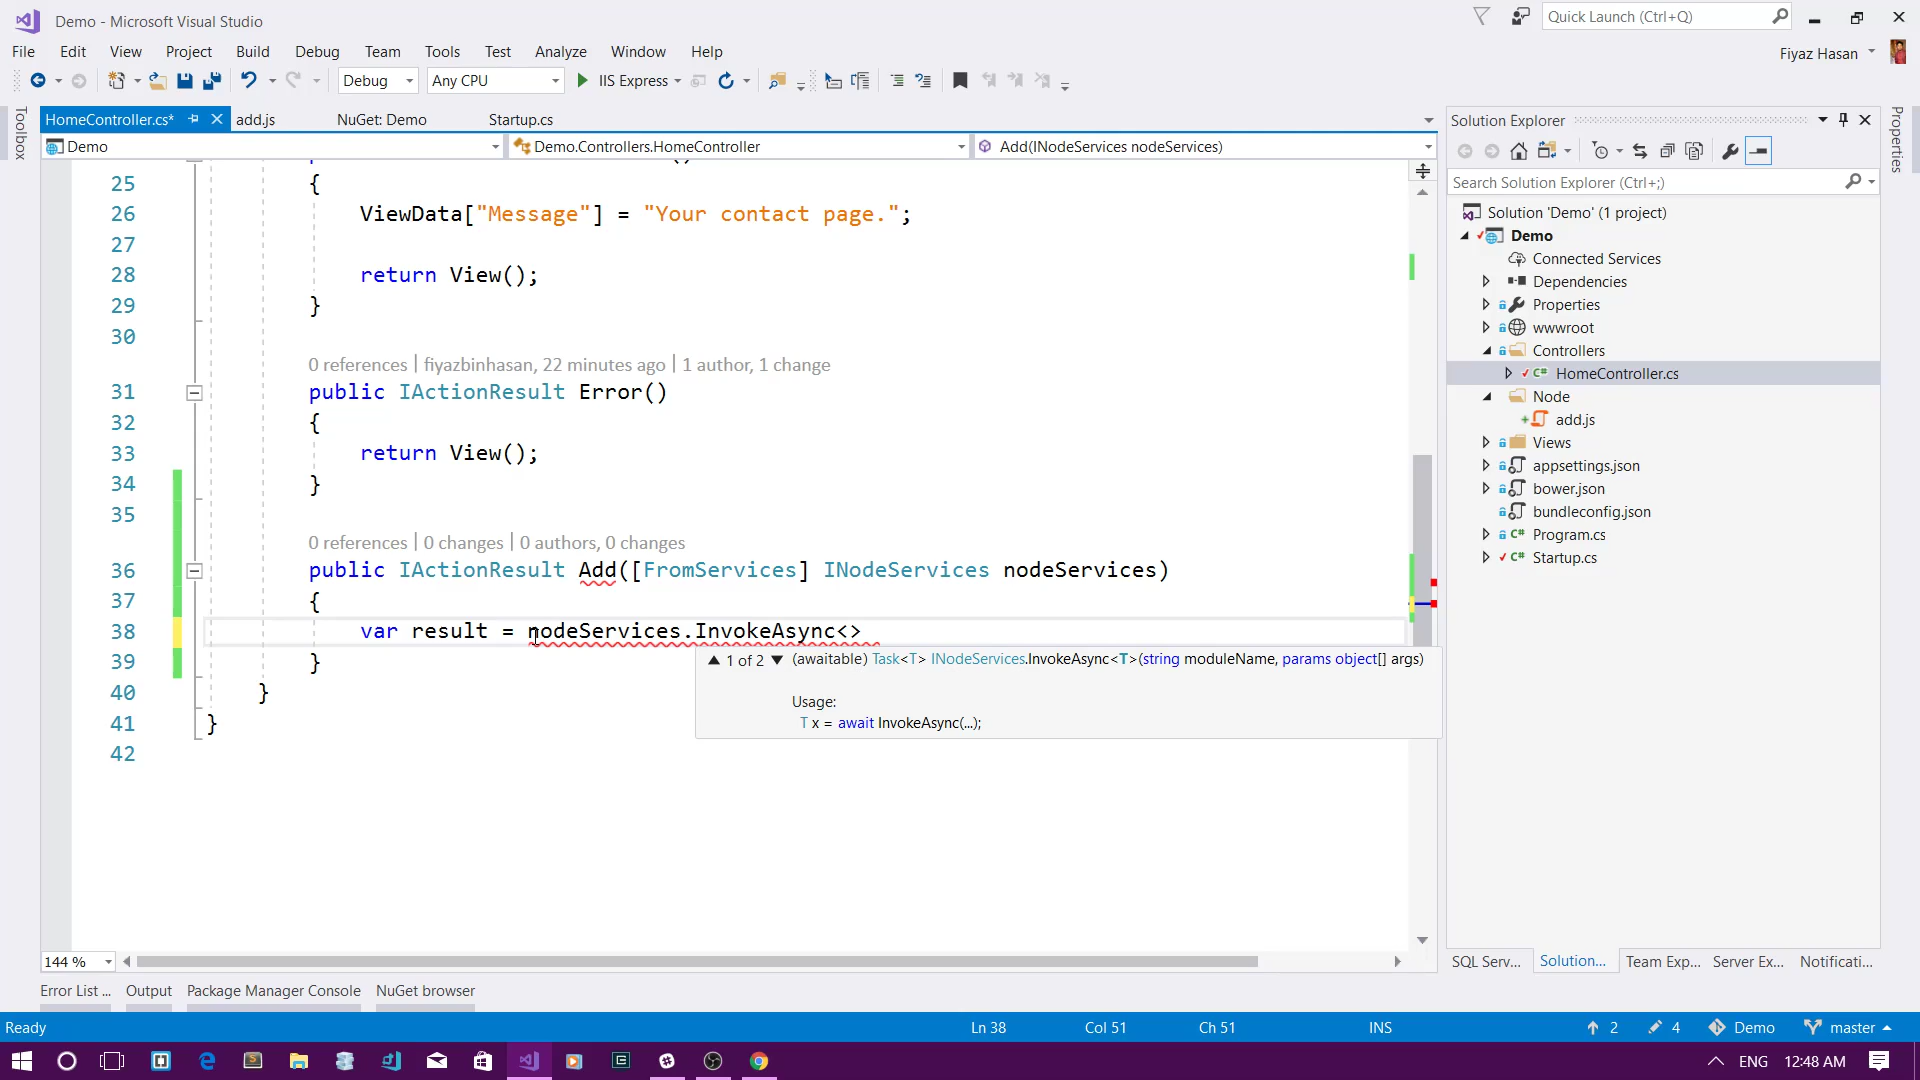 Demo - Microsoft Visual Studio
Quick Launch (Ctrl+Q)
File Edit View Project Build Debug Team Tools Test Analyze Window Help
Fiyaz Hasan
Debug Any CPU IIS Express
Toolbox
HomeController.cs* add.js NuGet: Demo Startup.cs
Demo Demo.Controllers.HomeController Add(INodeServices nodeServices)
25 {
26 ViewData["Message"] = "Your contact page.";
27
28 return View();
29 }
30
0 references | fiyazbinhasan, 22 minutes ago | 1 author, 1 change
31 public IActionResult Error()
32 {
33 return View();
34 }
35
0 references | 0 changes | 0 authors, 0 changes
36 public IActionResult Add([FromServices] INodeServices nodeServices)
37 {
38 var result = nodeServices.InvokeAsync<>
39 }
40 }
41 }
42
1 of 2 (awaitable) Task<T> INodeServices.InvokeAsync<T>(string moduleName, params object[] args)
Usage:
T x = await InvokeAsync(...);
144 %
Solution Explorer
Search Solution Explorer (Ctrl+;)
Solution 'Demo' (1 project)
Demo
Connected Services
Dependencies
Properties
wwwroot
Controllers
C# HomeController.cs
Node
add.js
Views
appsettings.json
bower.json
bundleconfig.json
C# Program.cs
C# Startup.cs
SQL Serv... Solution... Team Exp... Server Ex... Notificati...
Properties
Error List ... Output Package Manager Console NuGet browser
Ready Ln 38 Col 51 Ch 51 INS 2 4 Demo master
ENG 12:48 AM